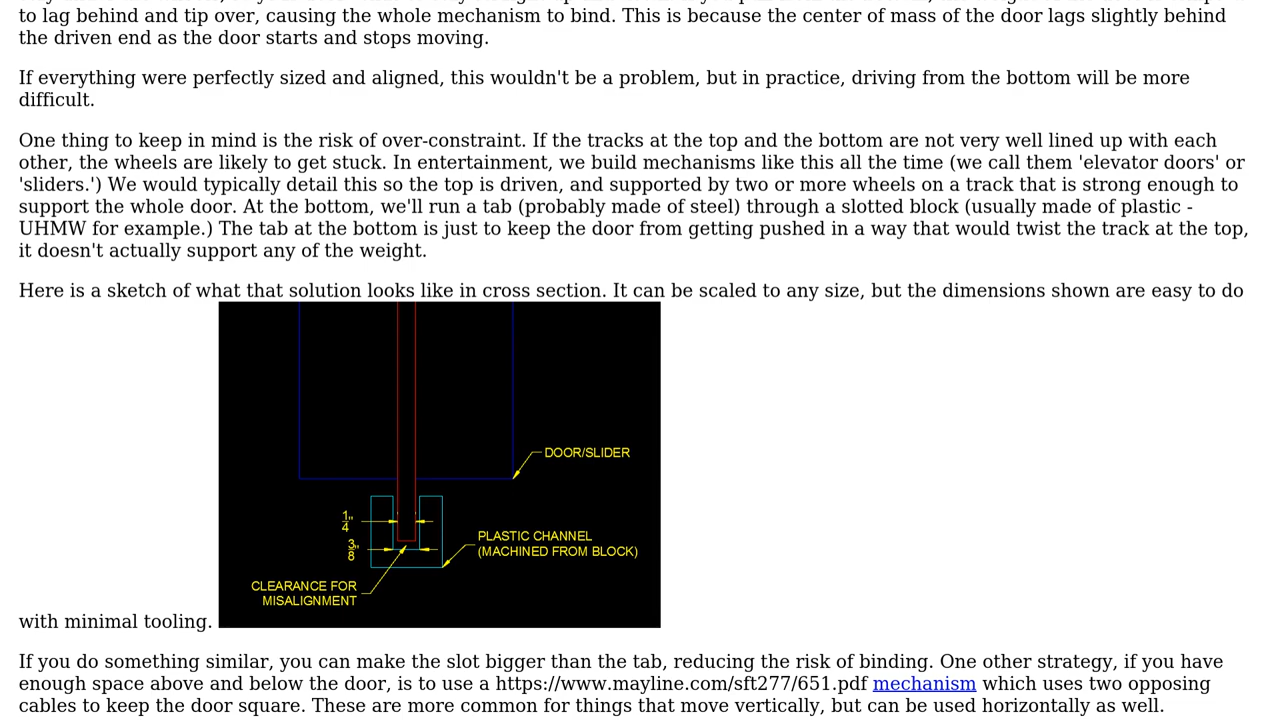 to lag behind and tip over, causing the whole mechanism to bind. This is because the center of mass of the door lags slightly behind
the driven end as the door starts and stops moving.
If everything were perfectly sized and aligned, this wouldn't be a problem, but in practice, driving from the bottom will be more
difficult.
One thing to keep in mind is the risk of over-constraint. If the tracks at the top and the bottom are not very well lined up with each
other, the wheels are likely to get stuck. In entertainment, we build mechanisms like this all the time (we call them 'elevator doors' or
'sliders.') We would typically detail this so the top is driven, and supported by two or more wheels on a track that is strong enough to
support the whole door. At the bottom, we'll run a tab (probably made of steel) through a slotted block (usually made of plastic -
UHMW for example.) The tab at the bottom is just to keep the door from getting pushed in a way that would twist the track at the top,
it doesn't actually support any of the weight.
Here is a sketch of what that solution looks like in cross section. It can be scaled to any size, but the dimensions shown are easy to do
DOOR/SLIDER
1/4"
PLASTIC CHANNEL
(MACHINED FROM BLOCK)
3/8"
CLEARANCE FOR
MISALIGNMENT
with minimal tooling.
If you do something similar, you can make the slot bigger than the tab, reducing the risk of binding. One other strategy, if you have
enough space above and below the door, is to use a https://www.mayline.com/sft277/651.pdf mechanism which uses two opposing
cables to keep the door square. These are more common for things that move vertically, but can be used horizontally as well.